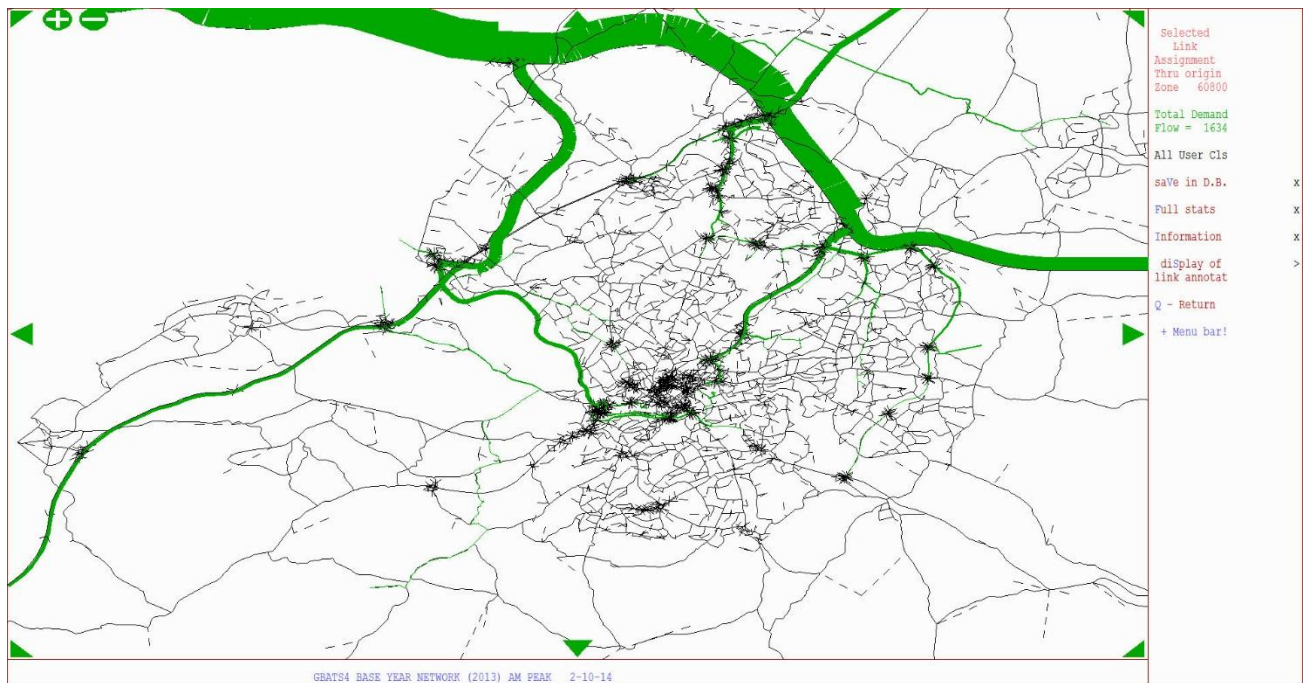 Selected
Link
Assignment
Thru origin
Zone 60800
Total Demand
Flow = 1634
All User Cls
saVe in D.B. x
Full stats x
Information x
diSplay of >
link annotat
Q - Return
+ Menu bar!
GBATS4 BASE YEAR NETWORK (2013) AM PEAK 2-10-14